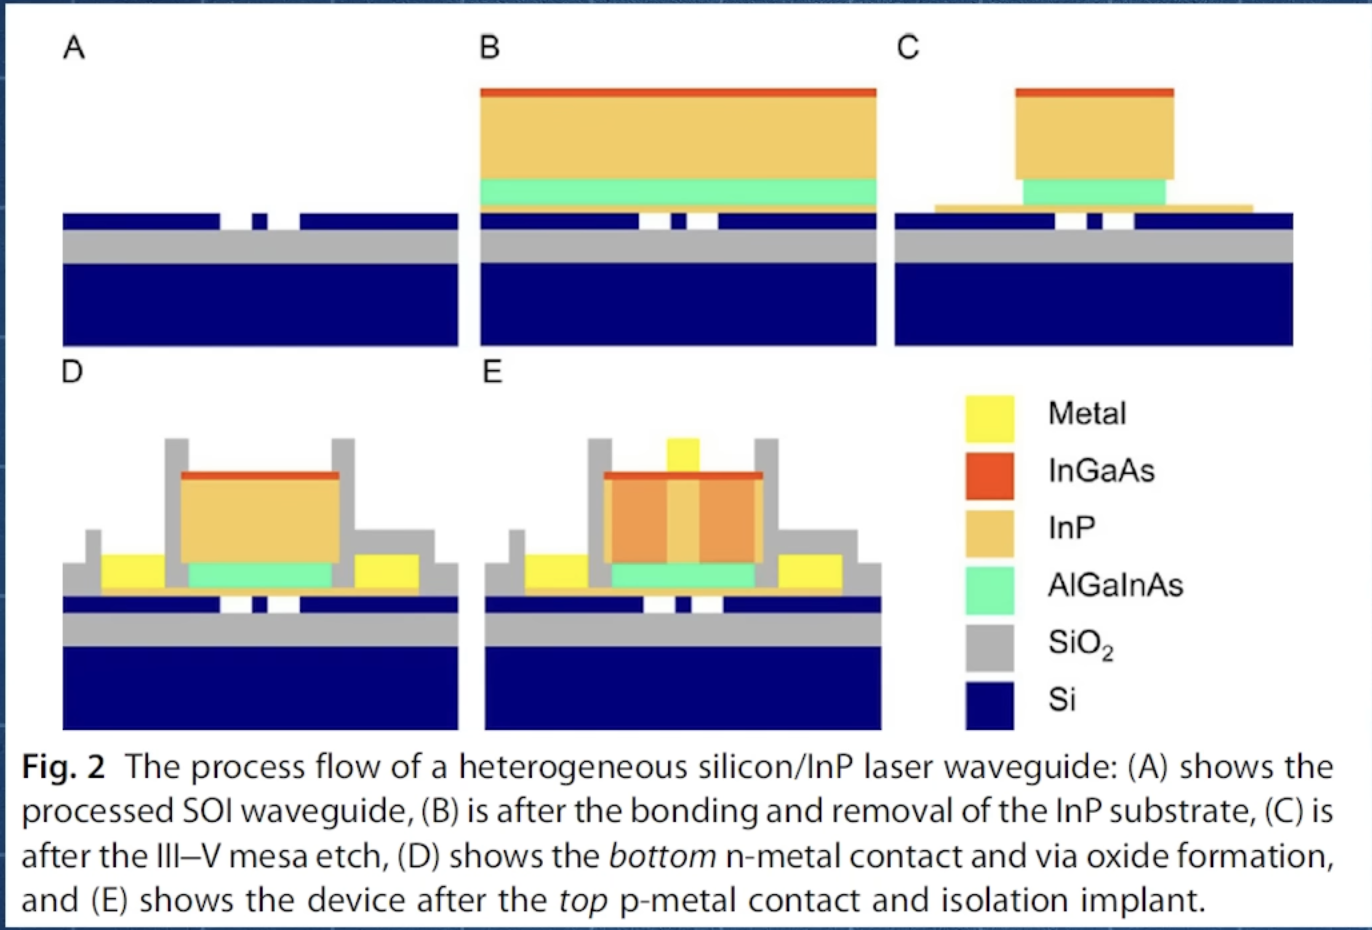 A
B
C
D
E
Metal
InGaAs
InP
AlGaInAs
SiO₂
Si
Fig. 2 The process flow of a heterogeneous silicon/InP laser waveguide: (A) shows the
processed SOI waveguide, (B) is after the bonding and removal of the InP substrate, (C) is
after the III–V mesa etch, (D) shows the bottom n-metal contact and via oxide formation,
and (E) shows the device after the top p-metal contact and isolation implant.